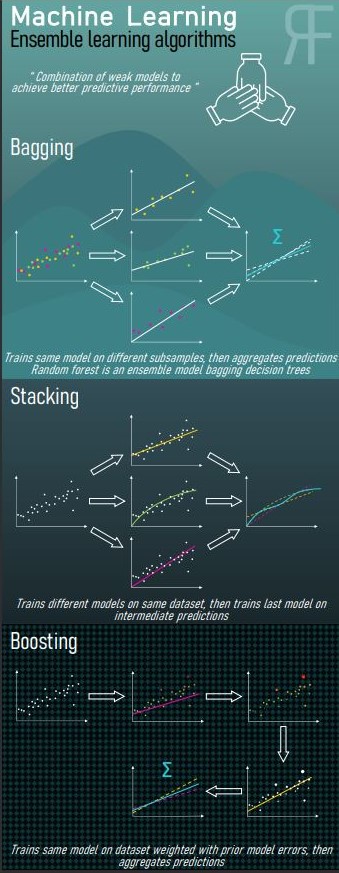 Machine Learning
Ensemble learning algorithms
RF
" Combination of weak models to
achieve better predictive performance "
Bagging
Σ
Trains same model on different subsamples, then aggregates predictions
Random forest is an ensemble model bagging decision trees
Stacking
Trains different models on same dataset, then trains last model on
intermediate predictions
Boosting
Σ
Trains same model on dataset weighted with prior model errors, then
aggregates predictions